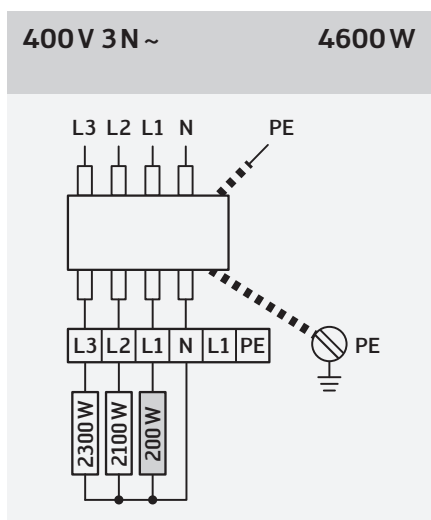 400 V 3 N ~ 4600 W
L3 L2 L1 N PE
L3 L2 L1 N L1 PE
PE
2300 W
2100 W
200 W